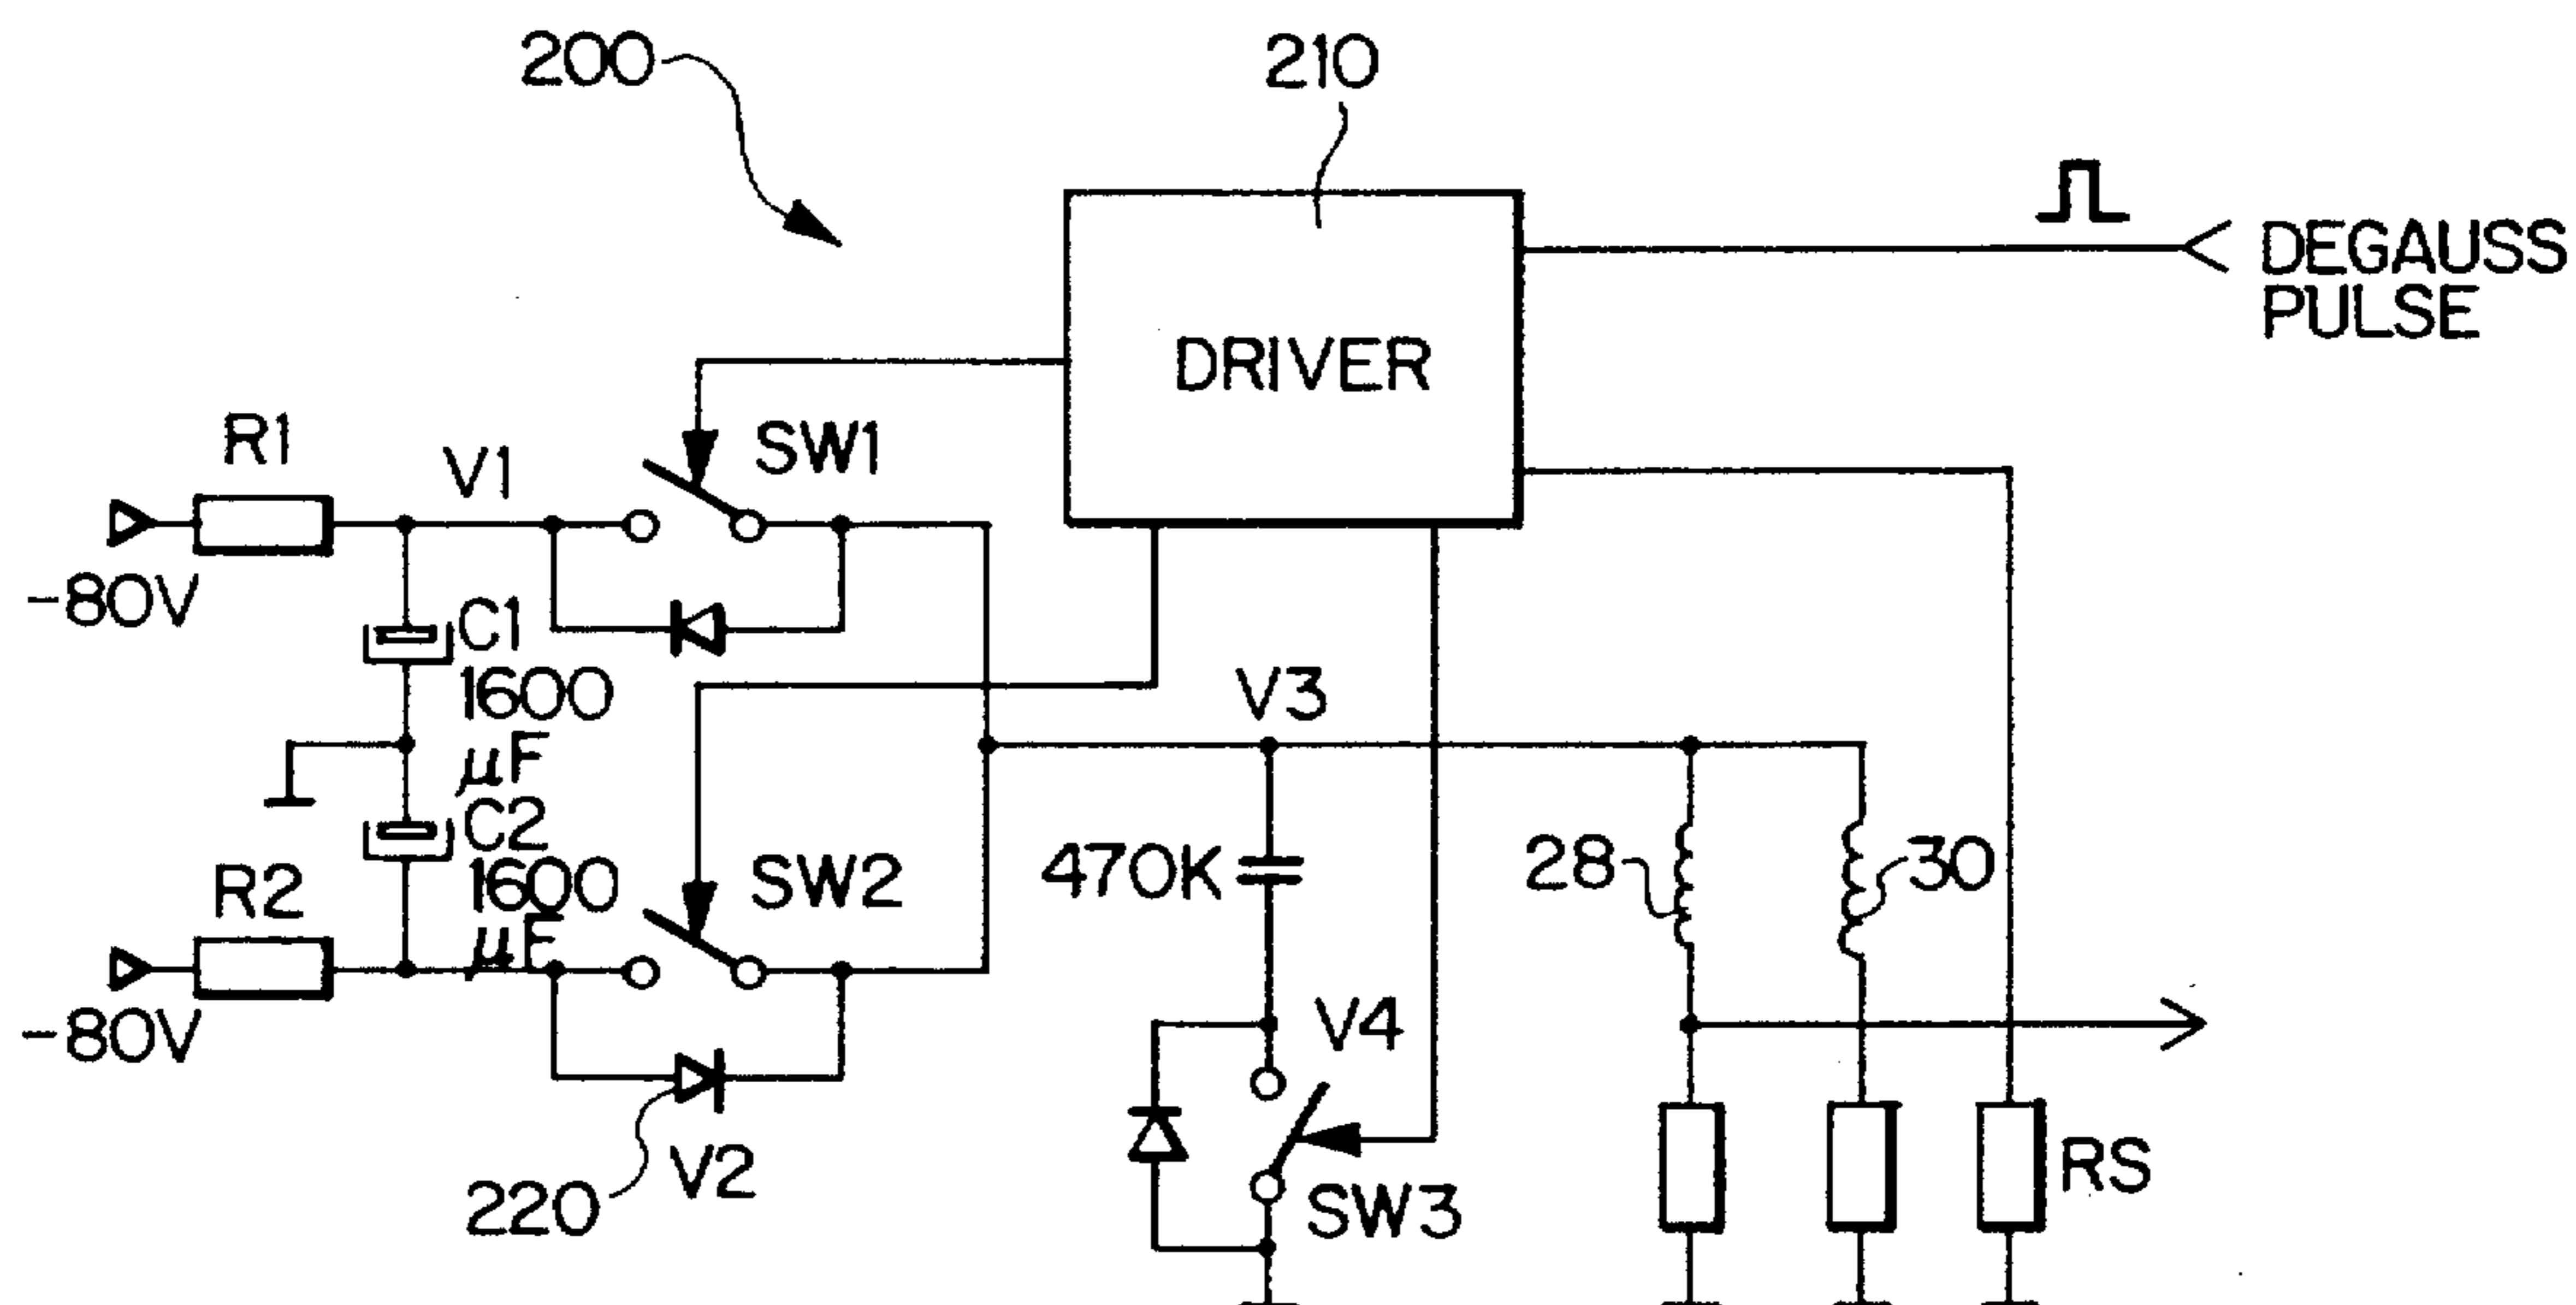 200
210
DEGAUSS
PULSE
DRIVER
R1
V1
SW1
-80V
C1
1600
μF
V3
C2
1600
μF
R2
SW2
470K
28
30
-80V
V4
V2
220
SW3
RS